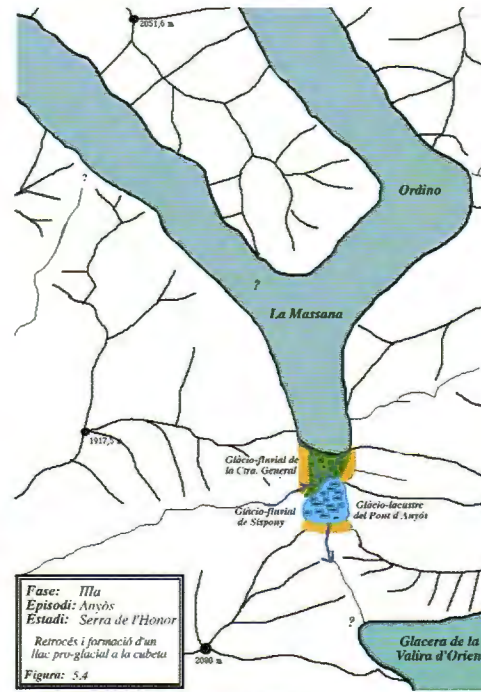 2051,6 m
?
Ordino
?
La Massana
1917,5 m
Glàcio-fluvial de
la Ctra. General
Glàcio-lacustre
del Pont d'Anyós
Glàcio-fluvial
de Sispony
?
Glacera de la
Valira d'Orien
2090 m
Fase: IIIa
Episodi: Anyòs
Estadi: Serra de l'Honor
Retrocés i formació d'un
llac pro-glacial a la cubeta
Figura: 5.4